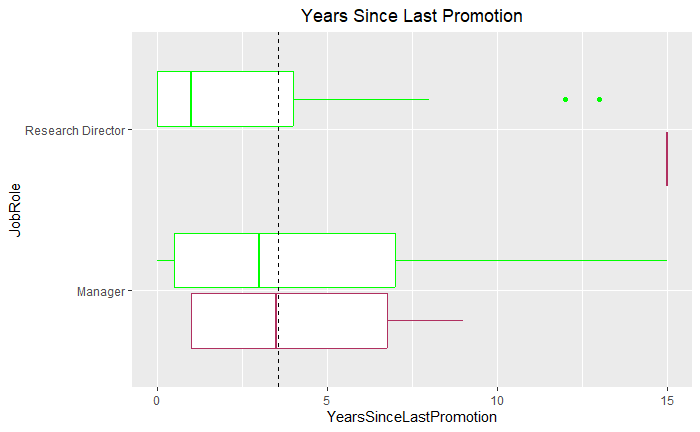 Years Since Last Promotion
JobRole
Research Director
Manager
0
5
10
15
YearsSinceLastPromotion